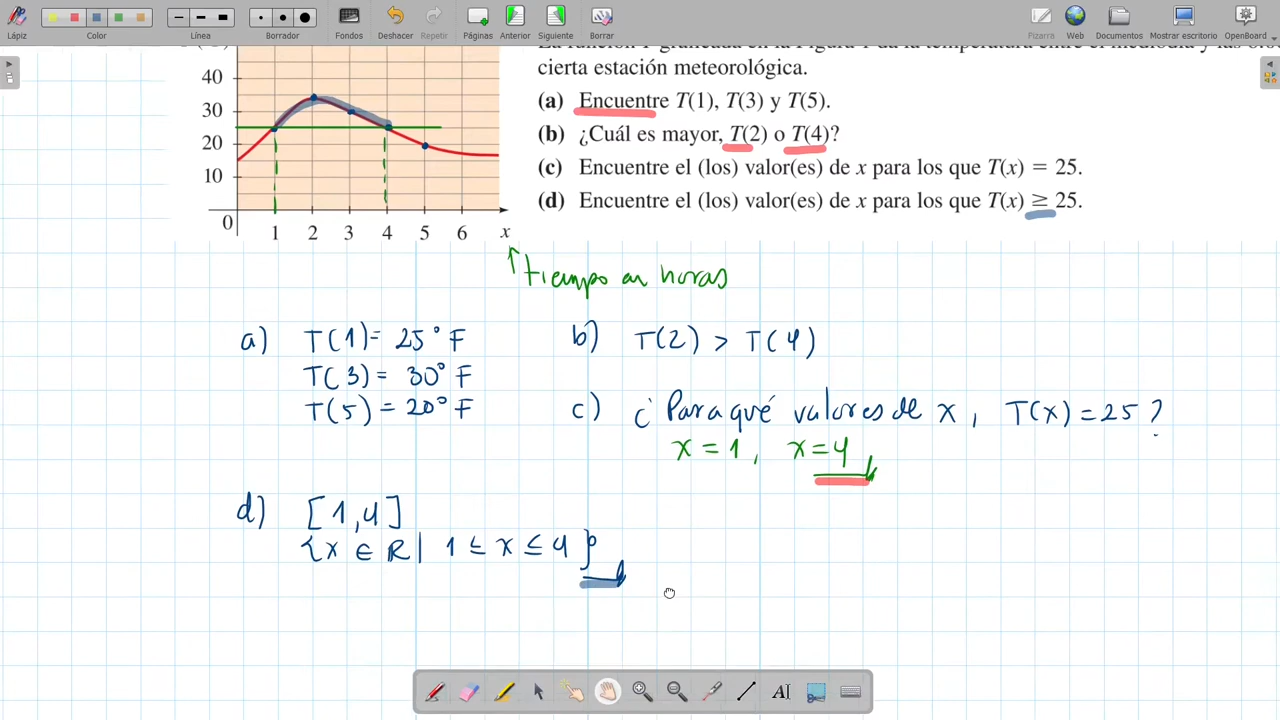 Lápiz Color Línea Borrador Fondos Deshacer Repetir Páginas Anterior Siguiente Borrar Pizarra Web Documentos Mostrar escritorio OpenBoard
cierta estación meteorológica.
(a) Encuentre T(1), T(3) y T(5).
(b) ¿Cuál es mayor, T(2) o T(4)?
(c) Encuentre el (los) valor(es) de x para los que T(x) = 25.
(d) Encuentre el (los) valor(es) de x para los que T(x) ≥ 25.
40
30
20
10
0
1 2 3 4 5 6 x
↑ tiempo en horas
a) T(1)= 25° F
T(3) = 30° F
T(5) = 20° F
b) T(2) > T(4)
c) ¿ Para qué valores de x, T(x) = 25 ?
x = 1, x = 4
d) [1,4]
{x ∈ R | 1 ≤ x ≤ 4}
AI